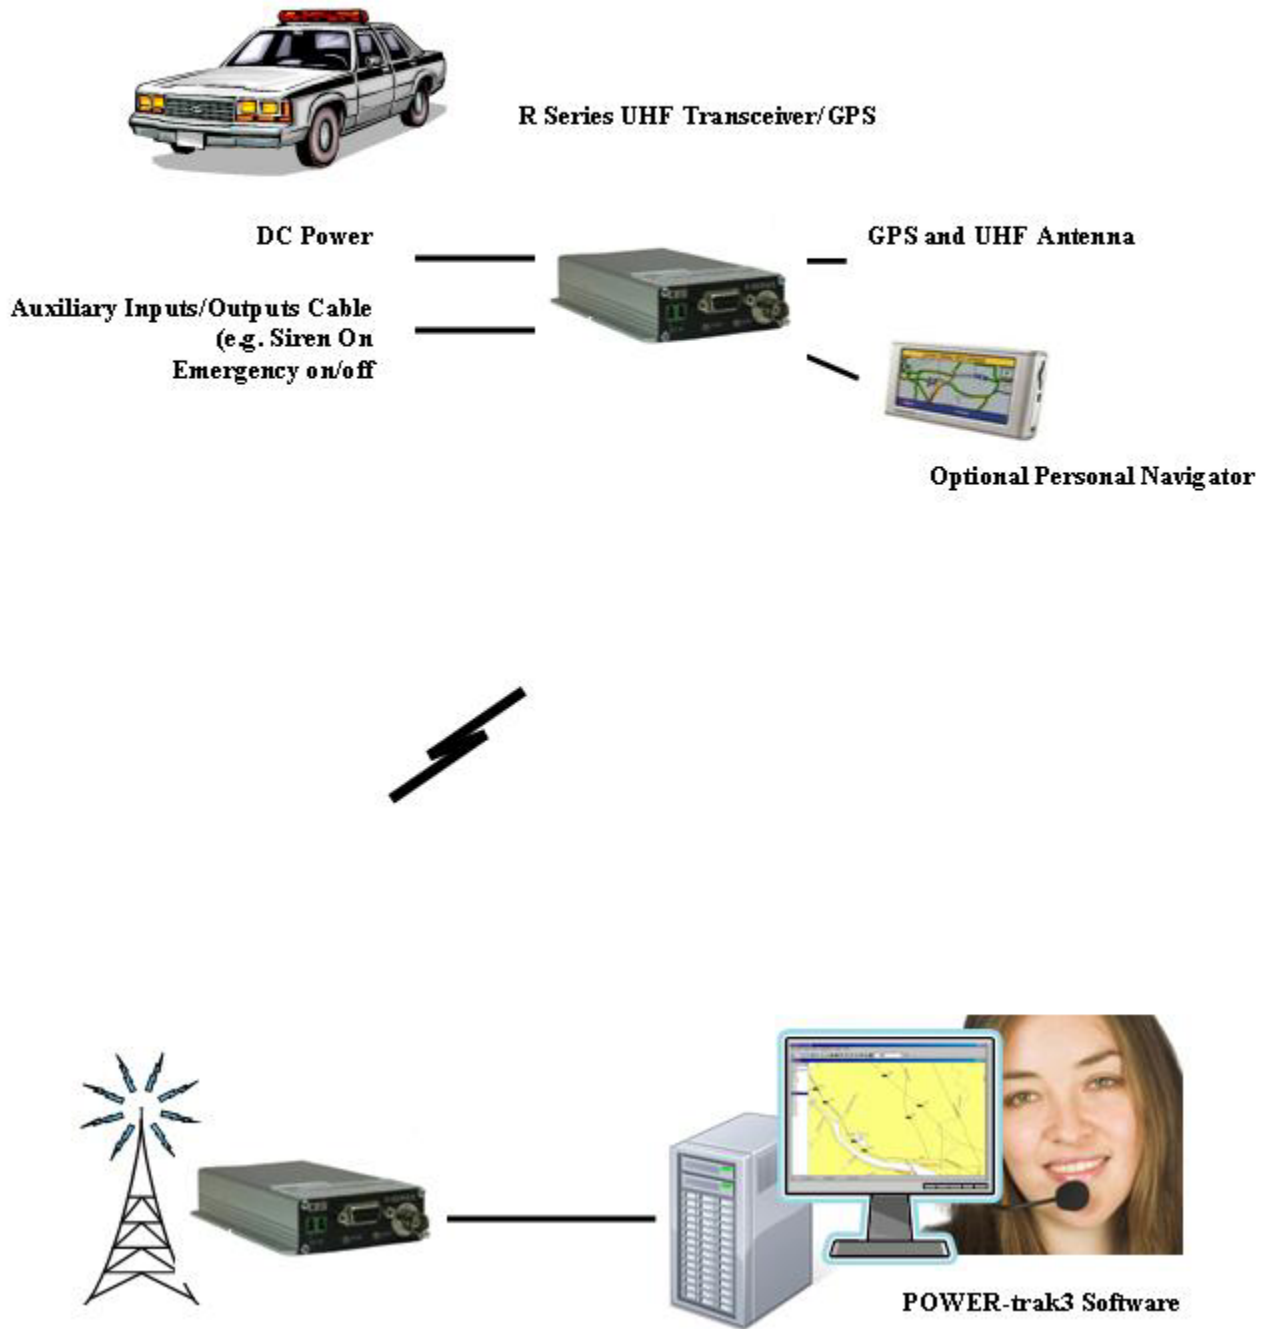 R Series UHF Transceiver/GPS
DC Power
GPS and UHF Antenna
Auxiliary Inputs/Outputs Cable
(e.g. Siren On
Emergency on/off
Optional Personal Navigator
POWER-trak3 Software